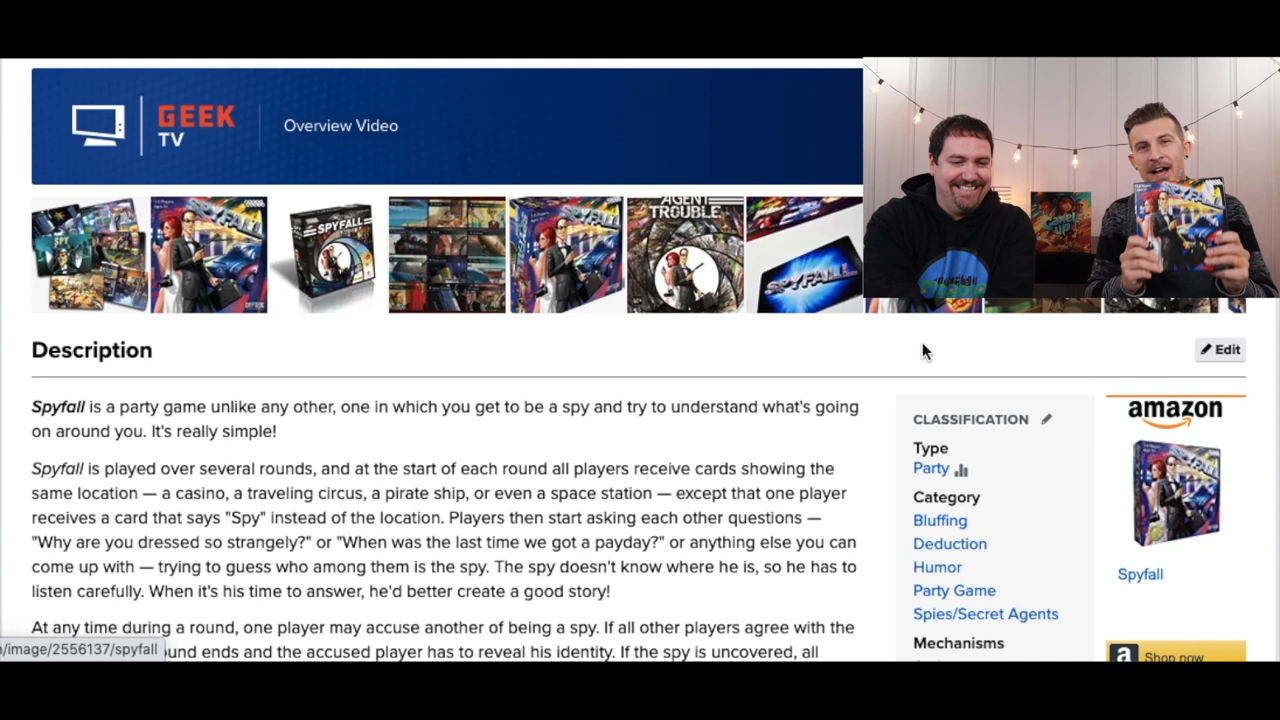 GEEK
TV
Overview Video
SPY
SPYFALL
SPYFALL
SPYFALL
AGENT
TROUBLE
SPYFALL
SPYFALL
Description
Edit
Spyfall is a party game unlike any other, one in which you get to be a spy and try to understand what's going
on around you. It's really simple!
Spyfall is played over several rounds, and at the start of each round all players receive cards showing the
same location — a casino, a traveling circus, a pirate ship, or even a space station — except that one player
receives a card that says "Spy" instead of the location. Players then start asking each other questions —
"Why are you dressed so strangely?" or "When was the last time we got a payday?" or anything else you can
come up with — trying to guess who among them is the spy. The spy doesn't know where he is, so he has to
listen carefully. When it's his time to answer, he'd better create a good story!
At any time during a round, one player may accuse another of being a spy. If all other players agree with the
und ends and the accused player has to reveal his identity. If the spy is uncovered, all
n/image/2556137/spyfall
CLASSIFICATION
Type
Party
Category
Bluffing
Deduction
Humor
Party Game
Spies/Secret Agents
Mechanisms
amazon
Spyfall
a Shop now